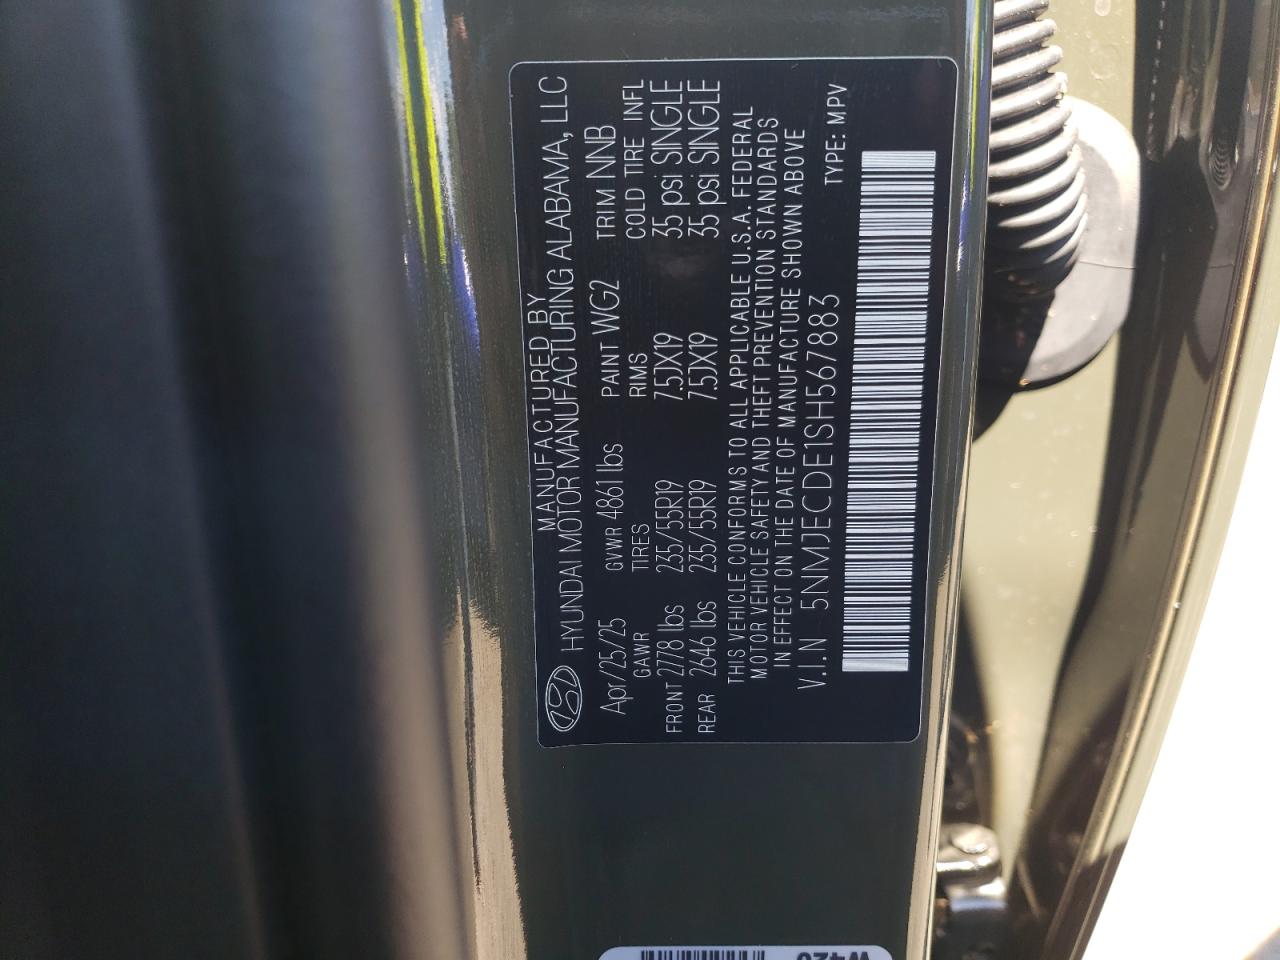 MANUFACTURED BY
HYUNDAI MOTOR MANUFACTURING ALABAMA, LLC
Apr/25/25 GVWR 4861 lbs PAINT WG2 TRIM NNB
GAWR TIRES RIMS COLD TIRE INFL
FRONT 2778 lbs 235/55R19 7.5JX19 35 psi SINGLE
REAR 2646 lbs 235/55R19 7.5JX19 35 psi SINGLE
THIS VEHICLE CONFORMS TO ALL APPLICABLE U.S.A. FEDERAL
MOTOR VEHICLE SAFETY AND THEFT PREVENTION STANDARDS
IN EFFECT ON THE DATE OF MANUFACTURE SHOWN ABOVE
V.I.N 5NMJECDE1SH567883 TYPE: MPV